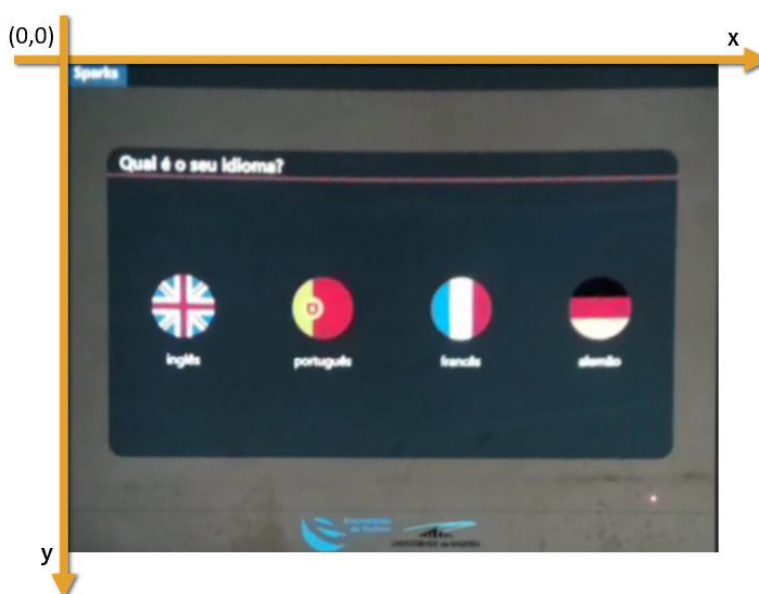 (0,0)
x
Sparks
Qual é o seu idioma?
inglês
português
francês
alemão
y